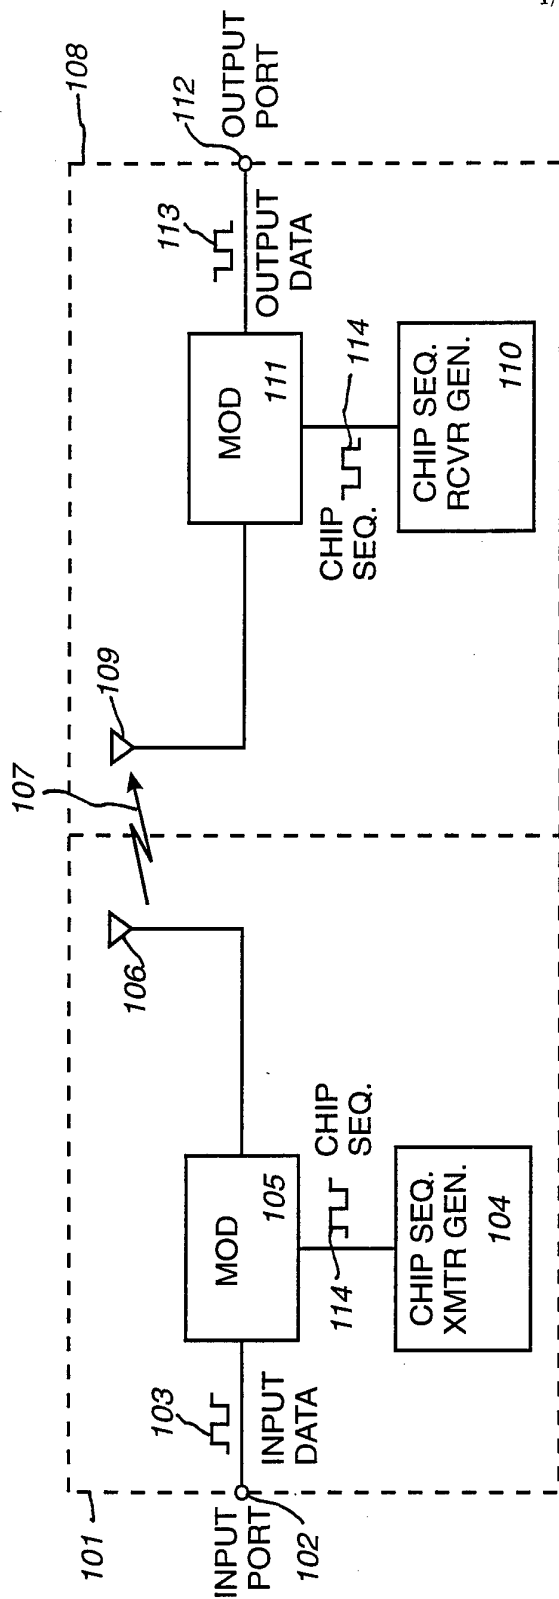 101
INPUT
PORT
102
103
INPUT
DATA
MOD
105
114
CHIP
SEQ.
CHIP SEQ.
XMTR GEN.
104
106
107
109
MOD
111
CHIP
SEQ.
114
CHIP SEQ.
RCVR GEN.
110
113
OUTPUT
DATA
108
112
OUTPUT
PORT